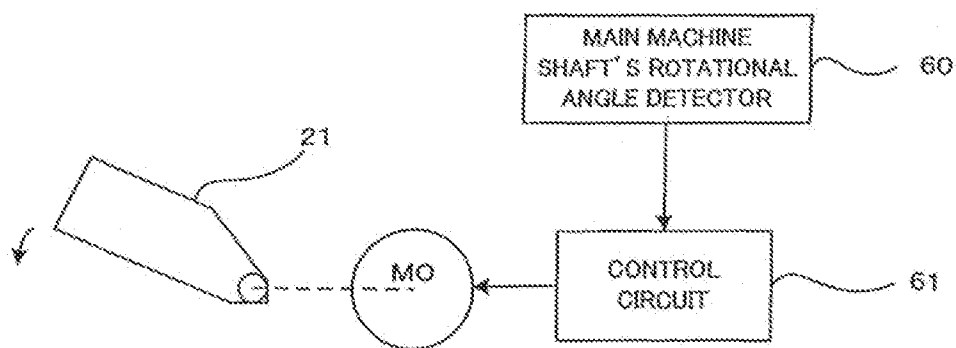 MAIN MACHINE
SHAFT'S ROTATIONAL
ANGLE DETECTOR
60
21
MO
CONTROL
CIRCUIT
61